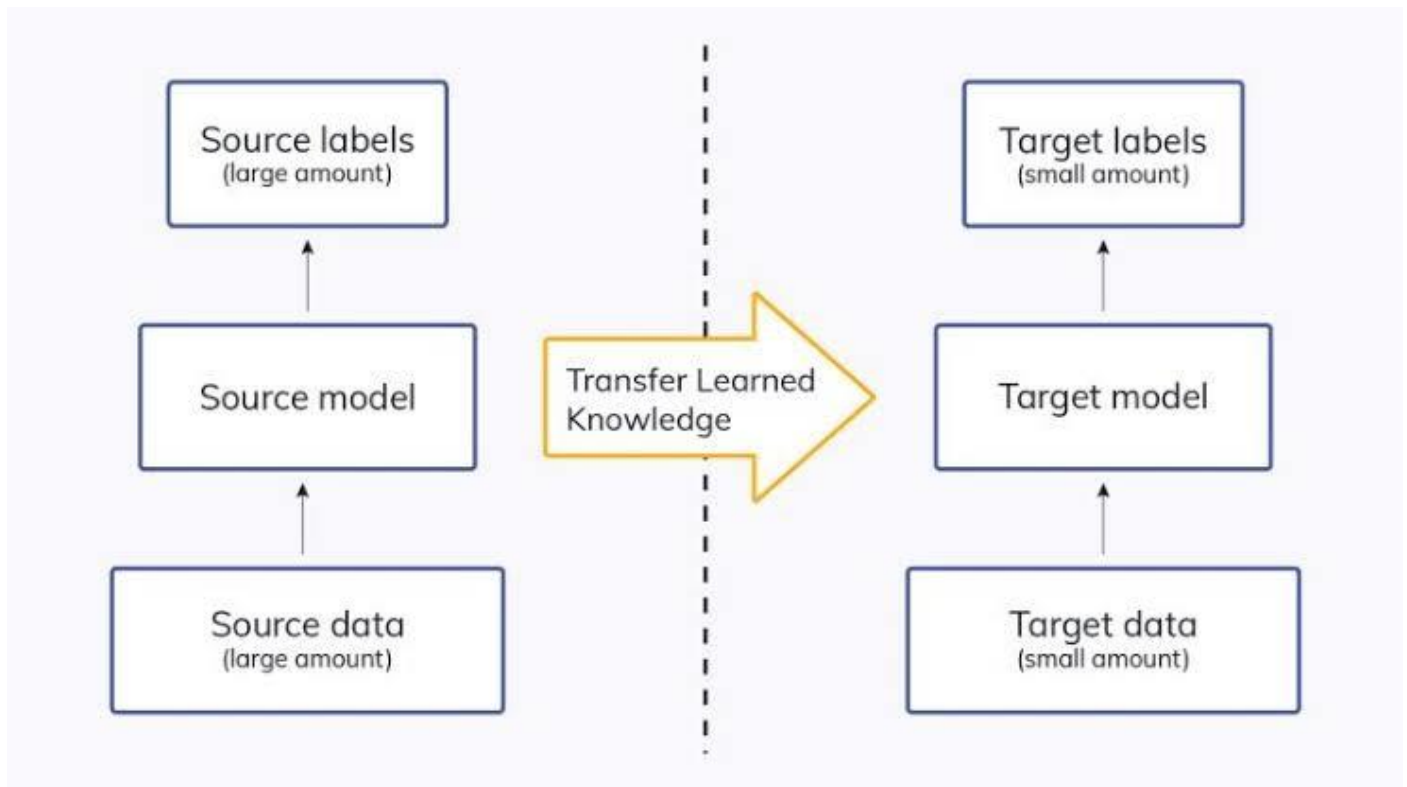 Source labels
(large amount)
Source model
Source data
(large amount)
Transfer Learned
Knowledge
Target labels
(small amount)
Target model
Target data
(small amount)